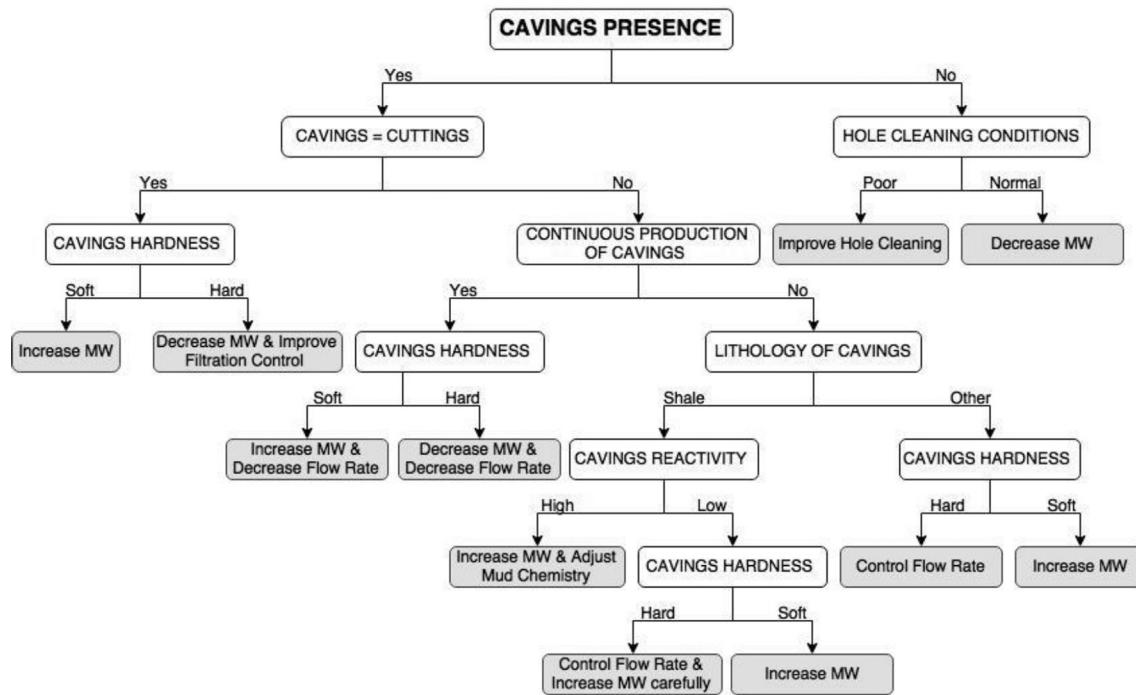 CAVINGS PRESENCE
Yes
No
CAVINGS = CUTTINGS
HOLE CLEANING CONDITIONS
Yes
No
Poor
Normal
CAVINGS HARDNESS
CONTINUOUS PRODUCTION
OF CAVINGS
Improve Hole Cleaning
Decrease MW
Soft
Hard
Yes
No
Increase MW
Decrease MW & Improve
Filtration Control
CAVINGS HARDNESS
LITHOLOGY OF CAVINGS
Soft
Hard
Shale
Other
Increase MW &
Decrease Flow Rate
Decrease MW &
Decrease Flow Rate
CAVINGS REACTIVITY
CAVINGS HARDNESS
High
Low
Hard
Soft
Increase MW & Adjust
Mud Chemistry
CAVINGS HARDNESS
Control Flow Rate
Increase MW
Hard
Soft
Control Flow Rate &
Increase MW carefully
Increase MW